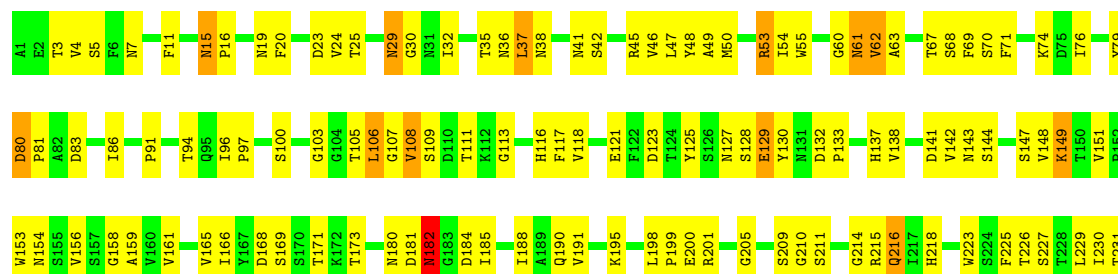 A1 E2 T3 V4 S5 F6 N7 F11 N15 P16 N19 F20 D23 V24 T25 N29 G30 N31 I32 T35 N36 L37 N38 N41 S42 R45 V46 L47 Y48 A49 M50 R53 I54 W55 G60 N61 V62 A63 T67 S68 F69 S70 F71 K74 D75 I76
D80 P81 A82 D83 I86 P91 T94 Q95 I96 P97 S100 G103 G104 T105 L106 G107 V108 S109 D110 T111 K112 G113 H116 F117 V118 E121 F122 D123 T124 Y125 S126 N127 S128 E129 Y130 N131 D132 P133 H137 V138 D141 V142 N143 S144 S147 V148 K149 T150 V151
W153 N154 S155 V156 S157 G158 A159 V160 V161 V165 I166 Y167 D168 S169 S170 T171 K172 T173 N180 D181 N182 G183 D184 I185 I188 A189 Q190 V191 K195 L198 P199 E200 R201 G205 S209 G210 S211 G214 R215 Q216 I217 H218 W223 S224 F225 T226 S227 T228 L229 I230